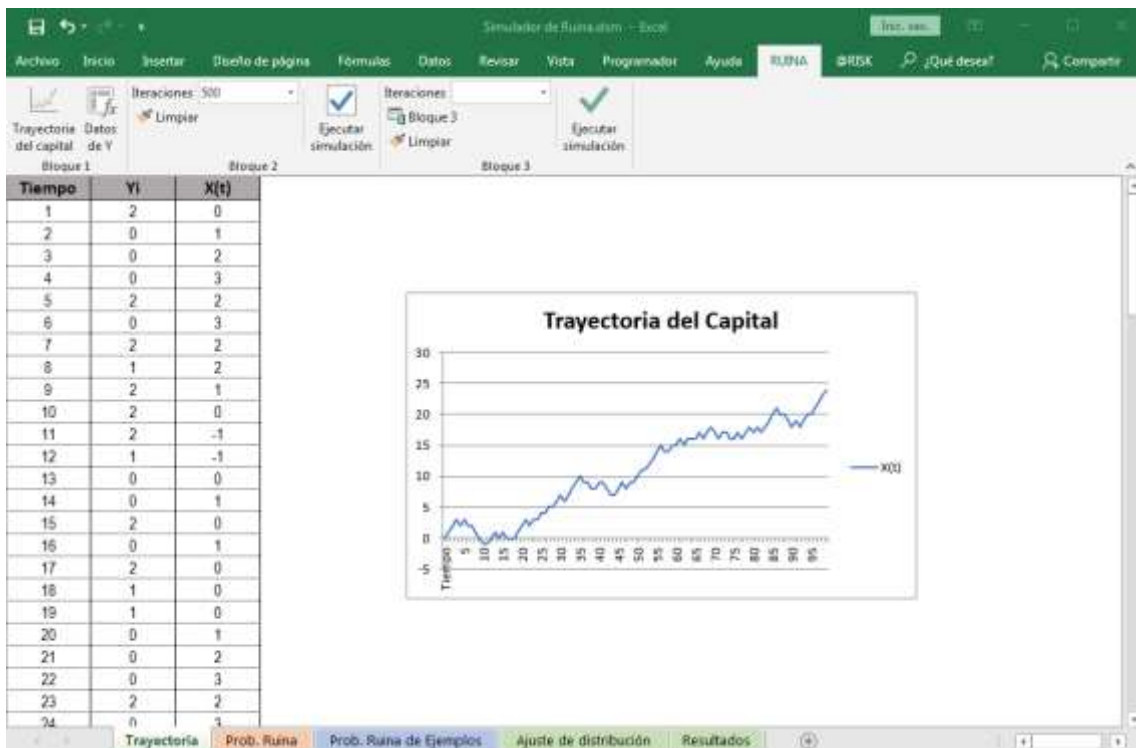 Simulador de Ruina.xlsm - Excel
Archivo Inicio Insertar Diseño de página Fórmulas Datos Revisar Vista Programador Ayuda RUINA @RISK ¿Qué desea? Compartir
Trayectoria del capital
Datos de Y
Bloque 1
Iteraciones 500
Limpiar
Ejecutar simulación
Bloque 2
Iteraciones
Bloque 3
Limpiar
Ejecutar simulación
Bloque 3
Tiempo Yi X(t)
1 2 0
2 0 1
3 0 2
4 0 3
5 2 2
6 0 3
7 2 2
8 1 2
9 2 1
10 2 0
11 2 -1
12 1 -1
13 0 0
14 0 1
15 2 0
16 0 1
17 2 0
18 1 0
19 1 0
20 0 1
21 0 2
22 0 3
23 2 2
24 0 3
Trayectoria del Capital
30
25
20
15
10
5
0
-5
Tiempo 5 10 15 20 25 30 35 40 45 50 55 60 65 70 75 80 85 90 95
X(t)
Trayectoria Prob. Ruina Prob. Ruina de Ejemplos Ajuste de distribución Resultados